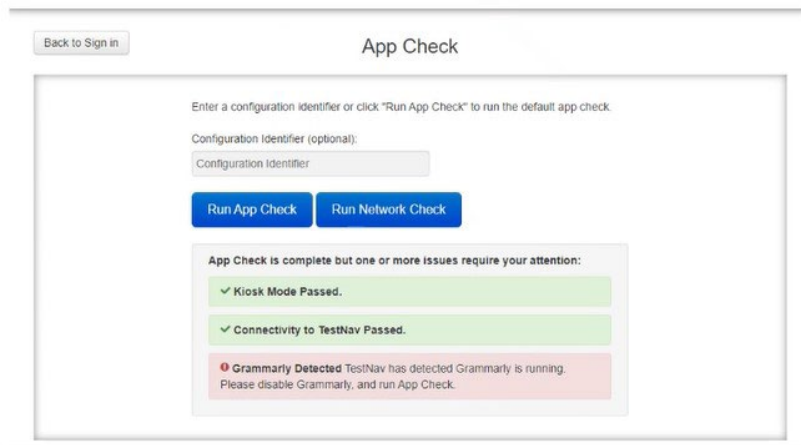 Back to Sign in
App Check
Enter a configuration identifier or click "Run App Check" to run the default app check.
Configuration Identifier (optional):
Configuration Identifier
Run App Check
Run Network Check
App Check is complete but one or more issues require your attention:
Kiosk Mode Passed.
Connectivity to TestNav Passed.
Grammarly Detected TestNav has detected Grammarly is running.
Please disable Grammarly, and run App Check.